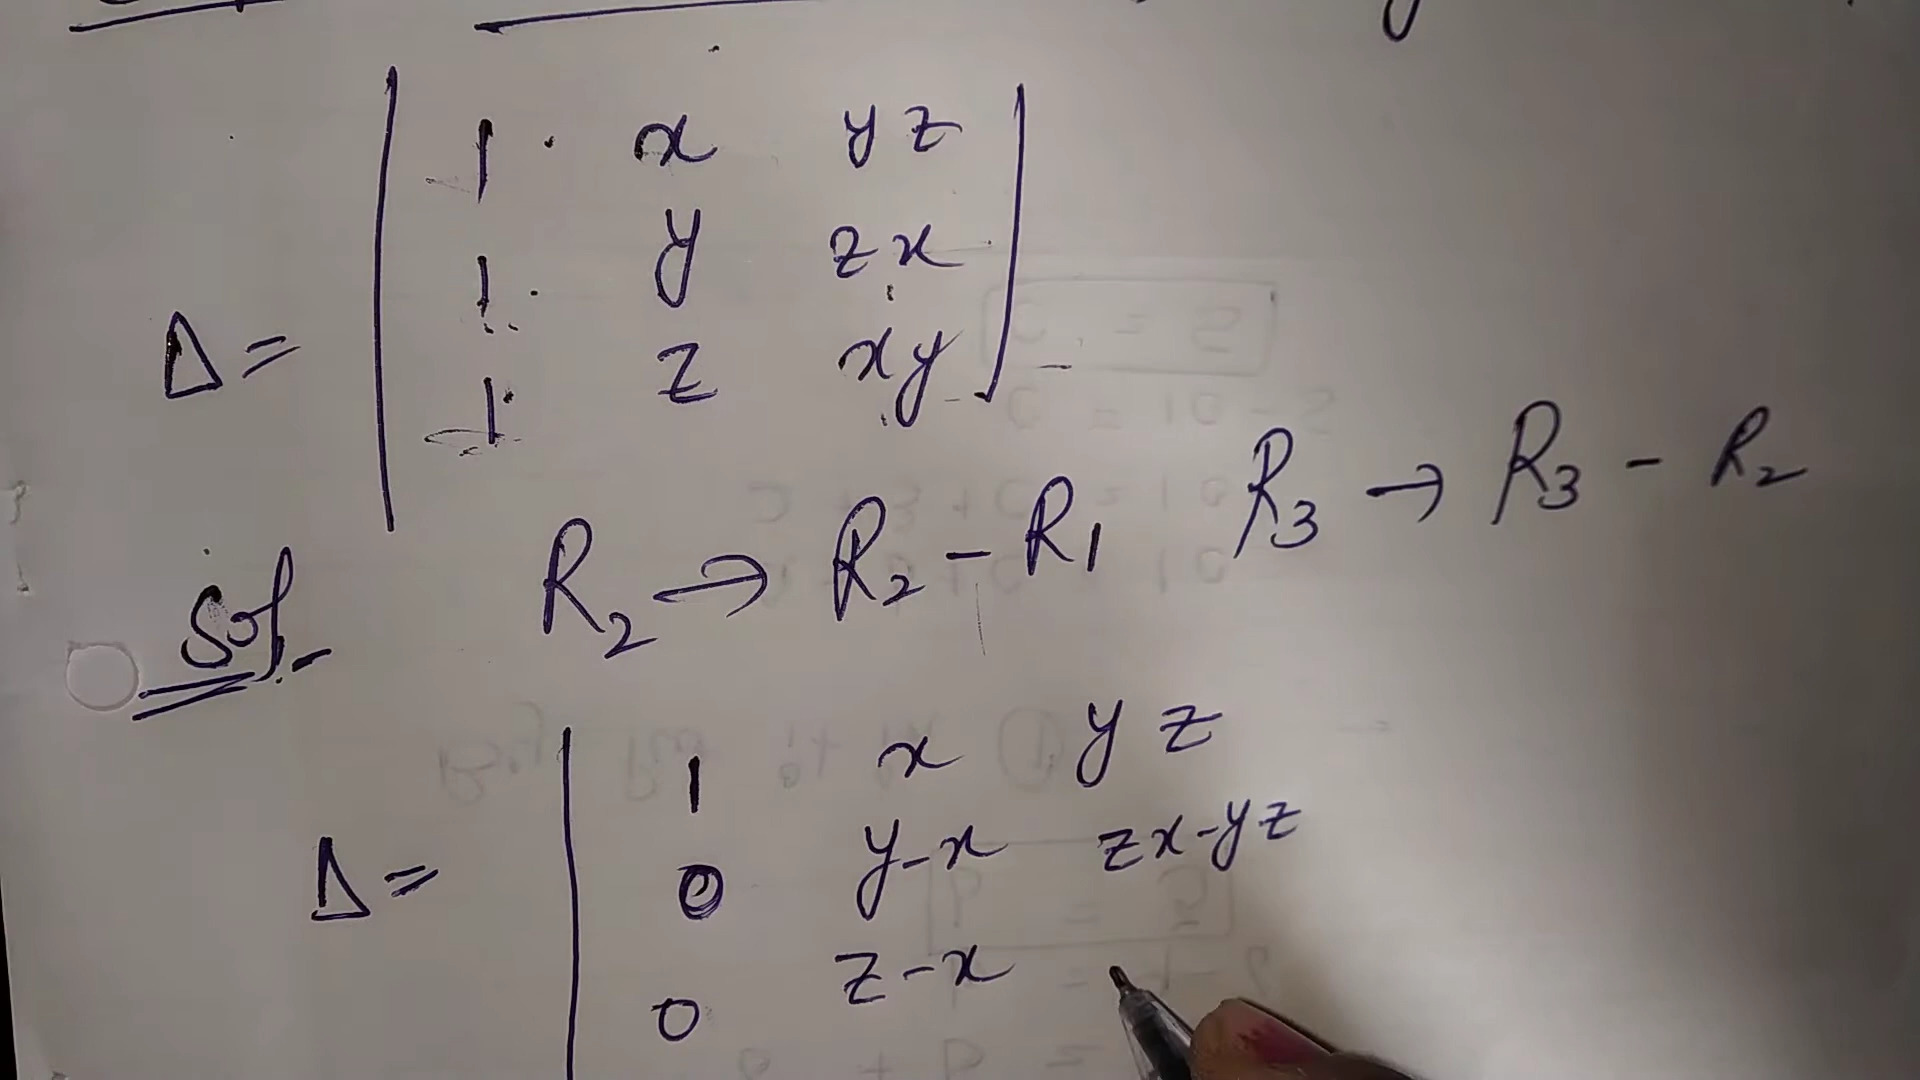 1 x yz
1 y zx
Δ =
1 z xy
R3 → R3 - R2
R2 → R2 - R1
Sol.-
1 x yz
Δ = 0 y-x zx-yz
0 z-x